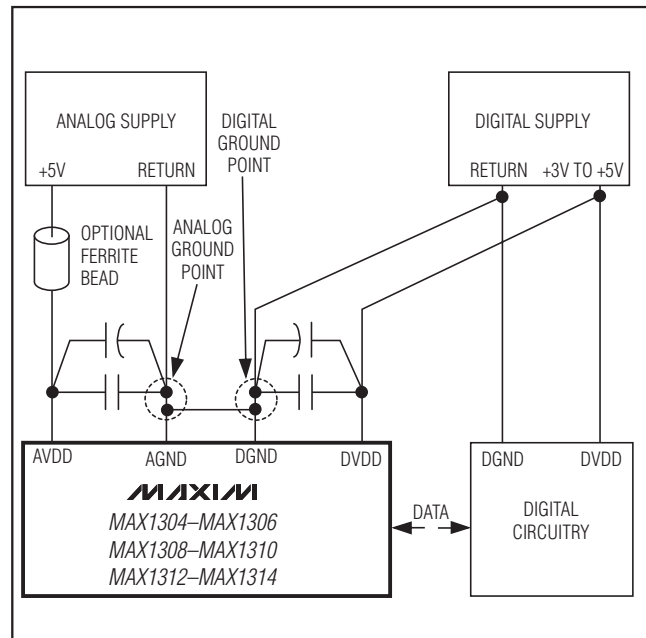 ANALOG SUPPLY
+5V
RETURN
DIGITAL
GROUND
POINT
DIGITAL SUPPLY
RETURN
+3V TO +5V
OPTIONAL
FERRITE
BEAD
ANALOG
GROUND
POINT
AVDD
AGND
DGND
DVDD
MAXIM
MAX1304–MAX1306
MAX1308–MAX1310
MAX1312–MAX1314
DATA
DGND
DVDD
DIGITAL
CIRCUITRY